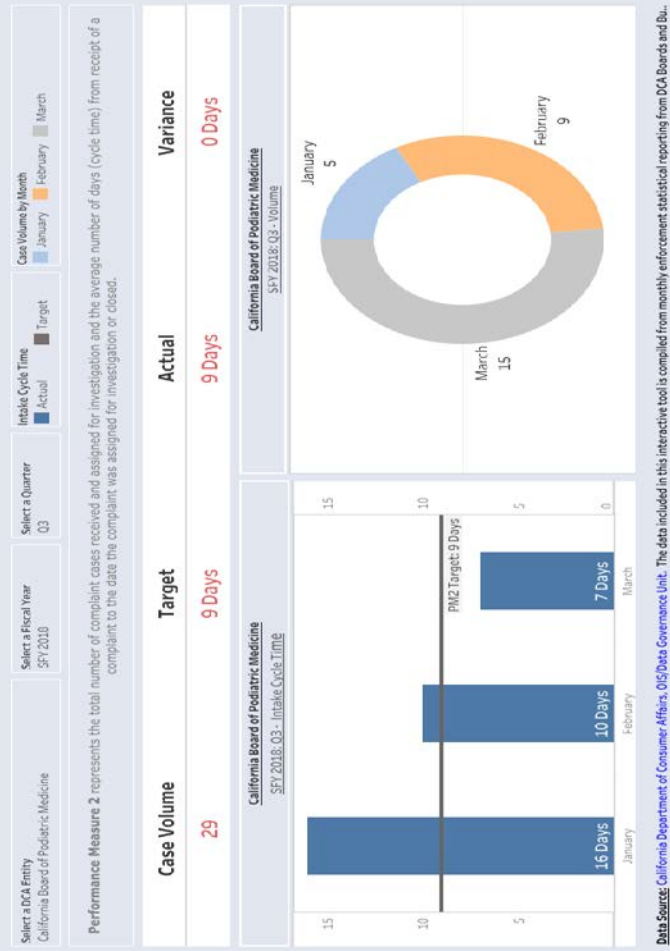 Select a DCA Entity
California Board of Podiatric Medicine
Select a Fiscal Year
SFY 2018
Select a Quarter
Q3
Intake Cycle Time
Actual Target
Case Volume by Month
January February March
Performance Measure 2 represents the total number of complaint cases received and assigned for investigation and the average number of days (cycle time) from receipt of a
complaint to the date the complaint was assigned for investigation or closed.
Case Volume Target Actual Variance
29 9 Days 9 Days 0 Days
California Board of Podiatric Medicine
SFY 2018: Q3 - Intake Cycle Time
15
10
5
PM2 Target: 9 Days
15
10
5
0
16 Days 10 Days 7 Days
January February March
California Board of Podiatric Medicine
SFY 2018: Q3 - Volume
January
5
February
9
March
15
Data Source: California Department of Consumer Affairs, OIS/Data Governance Unit. The data included in this interactive tool is compiled from monthly enforcement statistical reporting from DCA Boards and Bu..